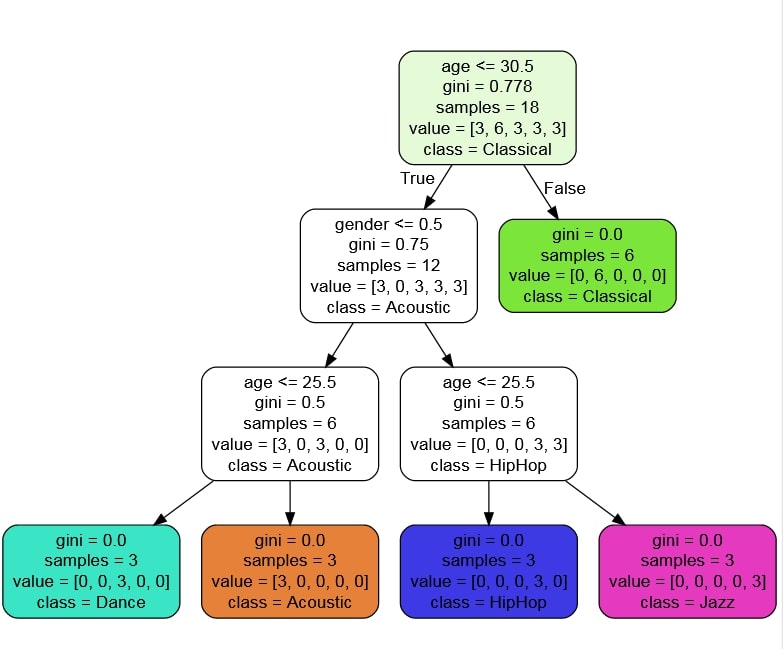 age <= 30.5
gini = 0.778
samples = 18
value = [3, 6, 3, 3, 3]
class = Classical
True
False
gender <= 0.5
gini = 0.75
samples = 12
value = [3, 0, 3, 3, 3]
class = Acoustic
gini = 0.0
samples = 6
value = [0, 6, 0, 0, 0]
class = Classical
age <= 25.5
gini = 0.5
samples = 6
value = [3, 0, 3, 0, 0]
class = Acoustic
age <= 25.5
gini = 0.5
samples = 6
value = [0, 0, 0, 3, 3]
class = HipHop
gini = 0.0
samples = 3
value = [0, 0, 3, 0, 0]
class = Dance
gini = 0.0
samples = 3
value = [3, 0, 0, 0, 0]
class = Acoustic
gini = 0.0
samples = 3
value = [0, 0, 0, 3, 0]
class = HipHop
gini = 0.0
samples = 3
value = [0, 0, 0, 0, 3]
class = Jazz